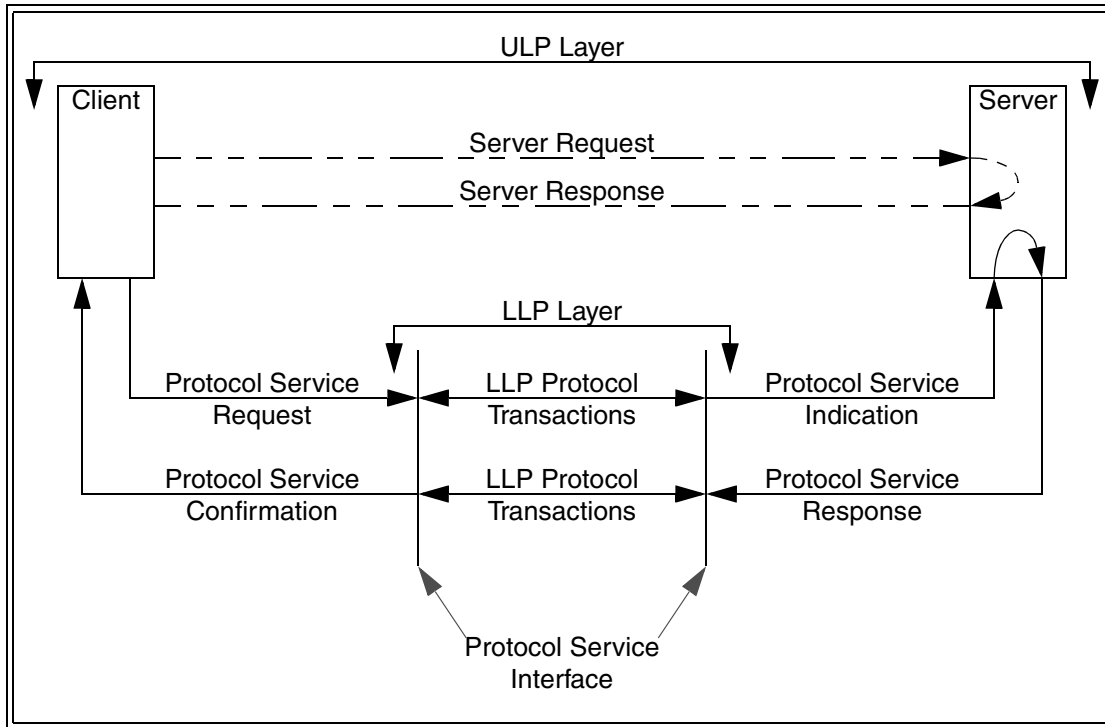 ULP Layer
Client
Server
Server Request
Server Response
LLP Layer
Protocol Service
Request
LLP Protocol
Transactions
Protocol Service
Indication
Protocol Service
Confirmation
LLP Protocol
Transactions
Protocol Service
Response
Protocol Service
Interface